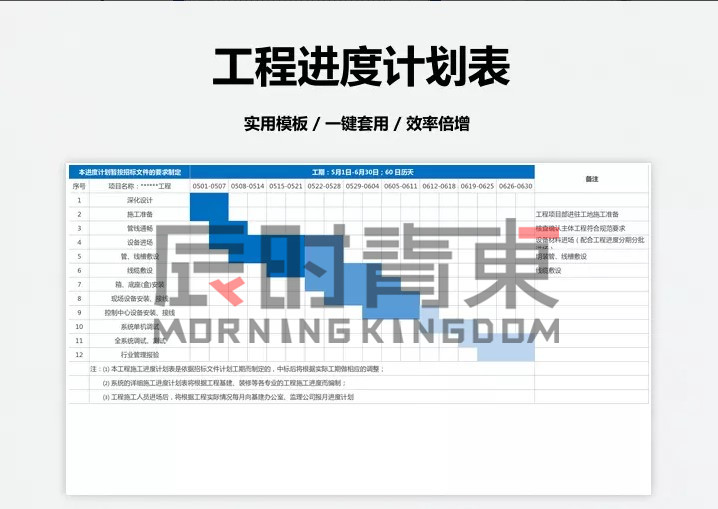 工程进度计划表
实用模板 / 一键套用 / 效率倍增
本进度计划暂按招标文件的要求制定 工期：5月1日-6月30日；60 日历天 备注
序号 项目名称：******工程 0501-0507 0508-0514 0515-0521 0522-0528 0529-0604 0605-0611 0612-0618 0619-0625 0626-0630
1 深化设计
2 施工准备 工程项目部进驻工地施工准备
3 管线通畅 核查确认主体工程符合规范要求
4 设备进场 设备材料进场（配合工程进度分期分批
5 管、线槽敷设 管、线槽敷设
6 线缆敷设 线缆敷设
7 箱、底座(盒)安装
8 现场设备安装、接线
9 控制中心设备安装、接线
10 系统单机调试
11 全系统调试、
12 行业管理报验
注：(1) 本工程施工进度计划表是依据招标文件计划工期而制定的，中标后将根据实际工期做相应的调整；
(2) 系统的详细施工进度计划表将根据工程基建、装修等各专业的工程施工进度而编制；
(3) 工程施工人员进场后，将根据工程实际情况每月向基建办公室、监理公司报月进度计划
辰时青東
MORNING KINGDOM